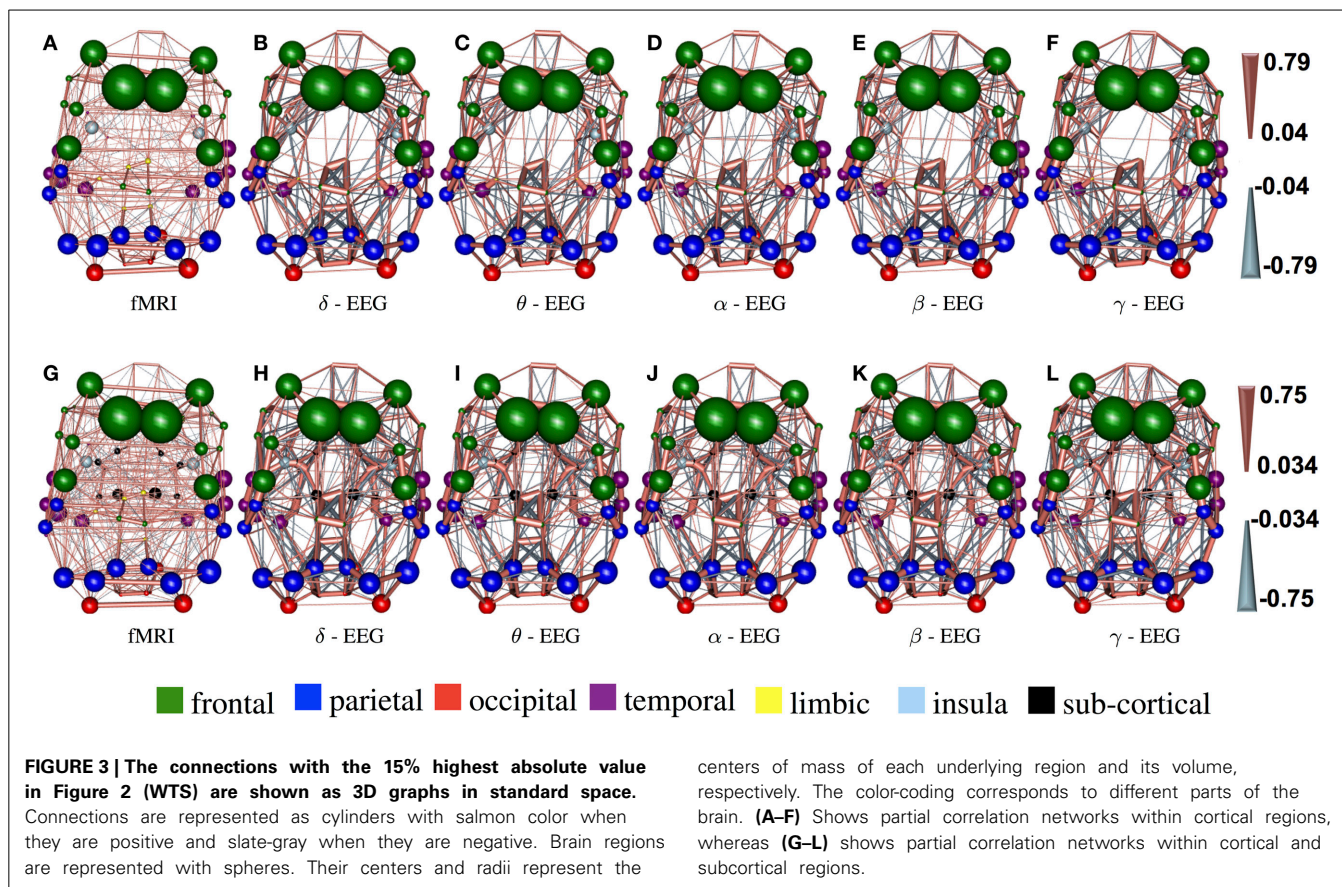 A B C D E F
0.79
0.04
-0.04
-0.79
fMRI δ - EEG θ - EEG α - EEG β - EEG γ - EEG
G H I J K L
0.75
0.034
-0.034
-0.75
fMRI δ - EEG θ - EEG α - EEG β - EEG γ - EEG
frontal parietal occipital temporal limbic insula sub-cortical
FIGURE 3 | The connections with the 15% highest absolute value
in Figure 2 (WTS) are shown as 3D graphs in standard space.
Connections are represented as cylinders with salmon color when
they are positive and slate-gray when they are negative. Brain regions
are represented with spheres. Their centers and radii represent the
centers of mass of each underlying region and its volume,
respectively. The color-coding corresponds to different parts of the
brain. (A–F) Shows partial correlation networks within cortical regions,
whereas (G–L) shows partial correlation networks within cortical and
subcortical regions.